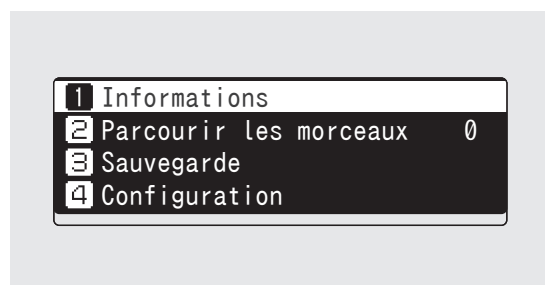 1 Informations
2 Parcourir les morceaux 0
3 Sauvegarde
4 Configuration